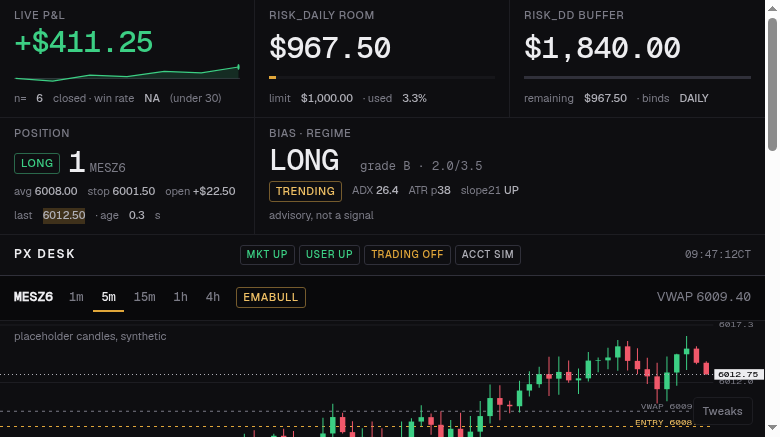 LIVE P&L
+$411.25
n= 6 closed · win rate NA (under 30)
RISK_DAILY ROOM
$967.50
limit $1,000.00 · used 3.3%
RISK_DD BUFFER
$1,840.00
remaining $967.50 · binds DAILY
POSITION
LONG 1 MESZ6
avg 6008.00 stop 6001.50 open +$22.50
last 6012.50 · age 0.3 s
BIAS · REGIME
LONG grade B · 2.0/3.5
TRENDING ADX 26.4 ATR p38 slope21 UP
advisory, not a signal
PX DESK MKT UP USER UP TRADING OFF ACCT SIM 09:47:12CT
MESZ6 1m 5m 15m 1h 4h EMABULL VWAP 6009.40
placeholder candles, synthetic
6017.3
6012.75
6012.0
VWAP 6009
Tweaks
ENTRY 6008